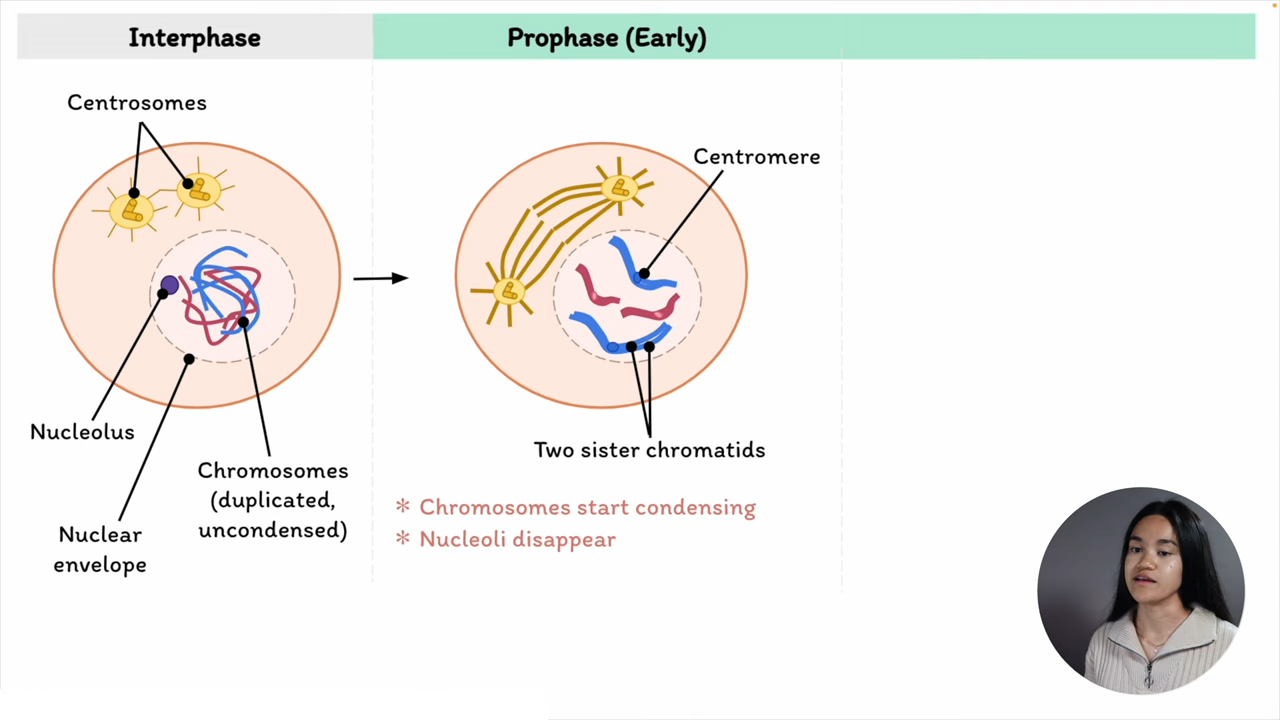 Interphase
Prophase (Early)
Centrosomes
Nucleolus
Nuclear
envelope
Chromosomes
(duplicated,
uncondensed)
Centromere
Two sister chromatids
* Chromosomes start condensing
* Nucleoli disappear